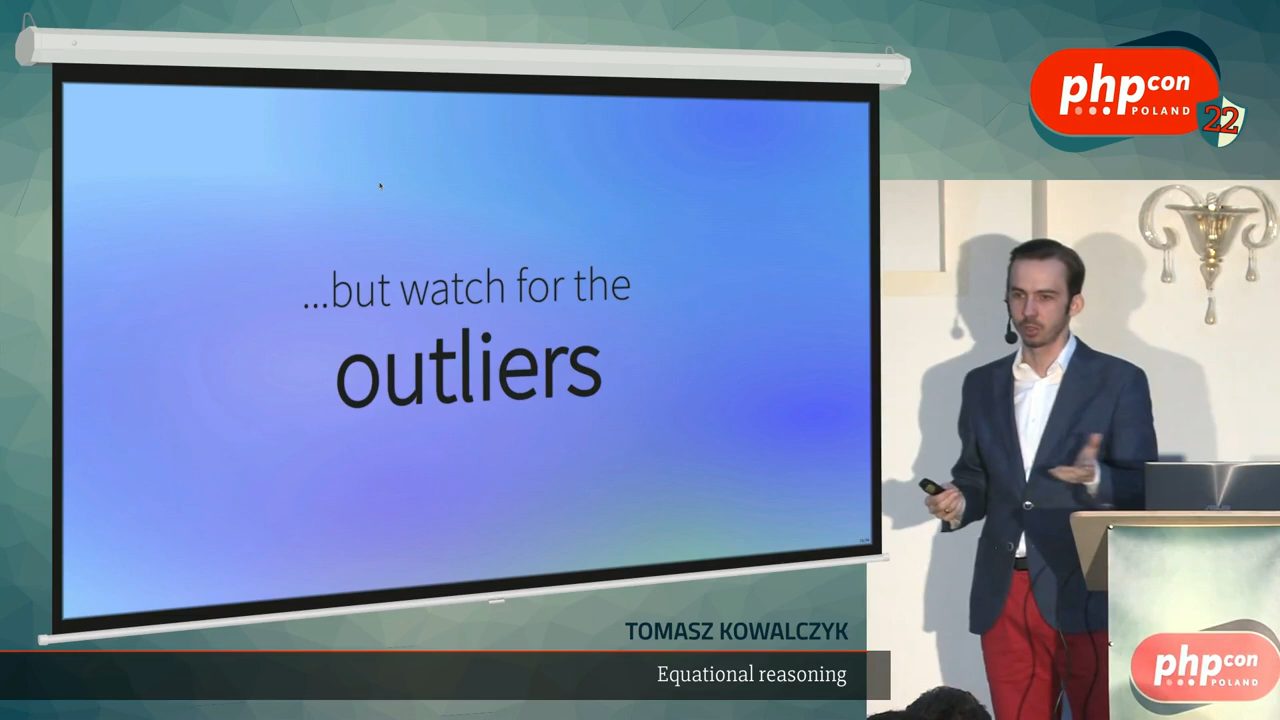 ...but watch for the
outliers
php con
POLAND
22
TOMASZ KOWALCZYK
Equational reasoning
php con
POLAND